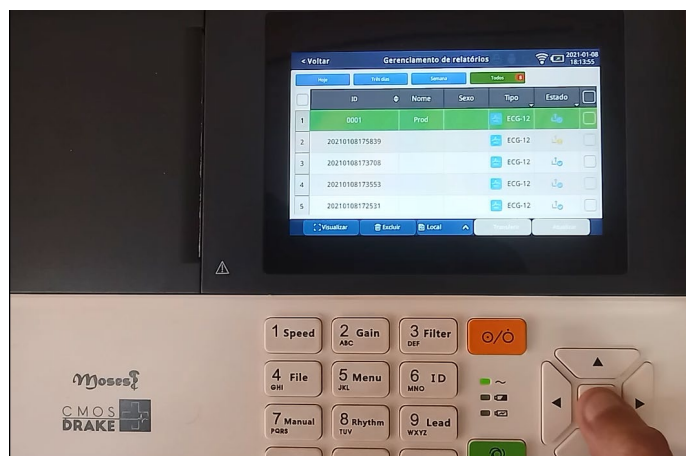 < Voltar
Gerenciamento de relatórios
2021-01-08
18:13:55
Hoje
Três dias
Semana
Todos
ID Nome Sexo Tipo Estado
1 0001 Prod ECG-12
2 20210108175839 ECG-12
3 20210108173708 ECG-12
4 20210108173553 ECG-12
5 20210108172531 ECG-12
Visualizar
Excluir
Local
1 Speed
2 Gain
ABC
3 Filter
DEF
4 File
GHI
5 Menu
JKL
6 ID
MNO
7 Manual
PQRS
8 Rhythm
TUV
9 Lead
WXYZ
Moses
CMOS
DRAKE